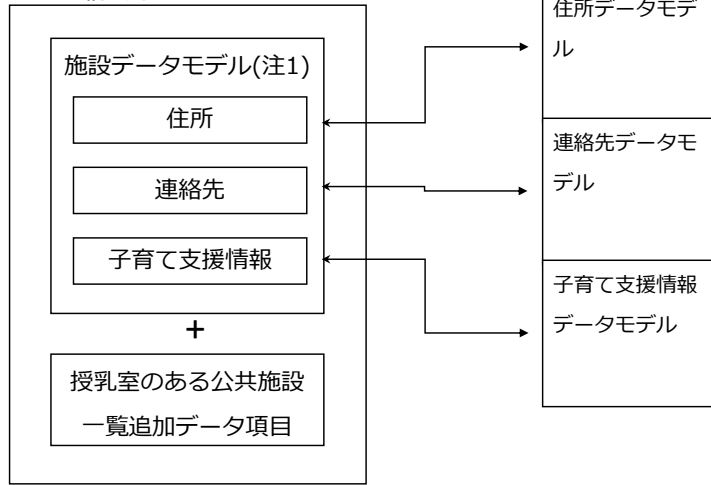 施設データモデル(注1)
住所
連絡先
子育て支援情報
+
授乳室のある公共施設
一覧追加データ項目
住所データモデ
ル
連絡先データモ
デル
子育て支援情報
データモデル